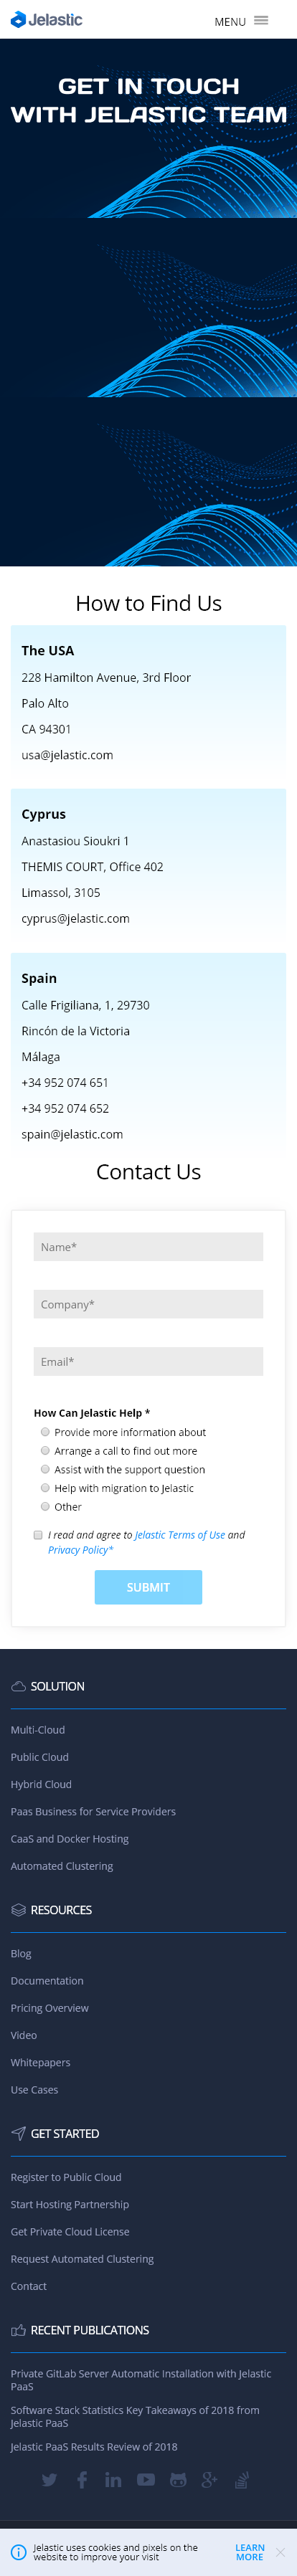 Jelastic
MENU
GET IN TOUCH
WITH JELASTIC TEAM
How to Find Us
The USA
228 Hamilton Avenue, 3rd Floor
Palo Alto
CA 94301
usa@jelastic.com
Cyprus
Anastasiou Sioukri 1
THEMIS COURT, Office 402
Limassol, 3105
cyprus@jelastic.com
Spain
Calle Frigiliana, 1, 29730
Rincón de la Victoria
Málaga
+34 952 074 651
+34 952 074 652
spain@jelastic.com
Contact Us
Name*
Company*
Email*
How Can Jelastic Help *
Provide more information about
Arrange a call to find out more
Assist with the support question
Help with migration to Jelastic
Other
I read and agree to Jelastic Terms of Use and
Privacy Policy*
SUBMIT
SOLUTION
Multi-Cloud
Public Cloud
Hybrid Cloud
Paas Business for Service Providers
CaaS and Docker Hosting
Automated Clustering
RESOURCES
Blog
Documentation
Pricing Overview
Video
Whitepapers
Use Cases
GET STARTED
Register to Public Cloud
Start Hosting Partnership
Get Private Cloud License
Request Automated Clustering
Contact
RECENT PUBLICATIONS
Private GitLab Server Automatic Installation with Jelastic
PaaS
Software Stack Statistics Key Takeaways of 2018 from
Jelastic PaaS
Jelastic PaaS Results Review of 2018
Jelastic uses cookies and pixels on the
website to improve your visit
LEARN
MORE